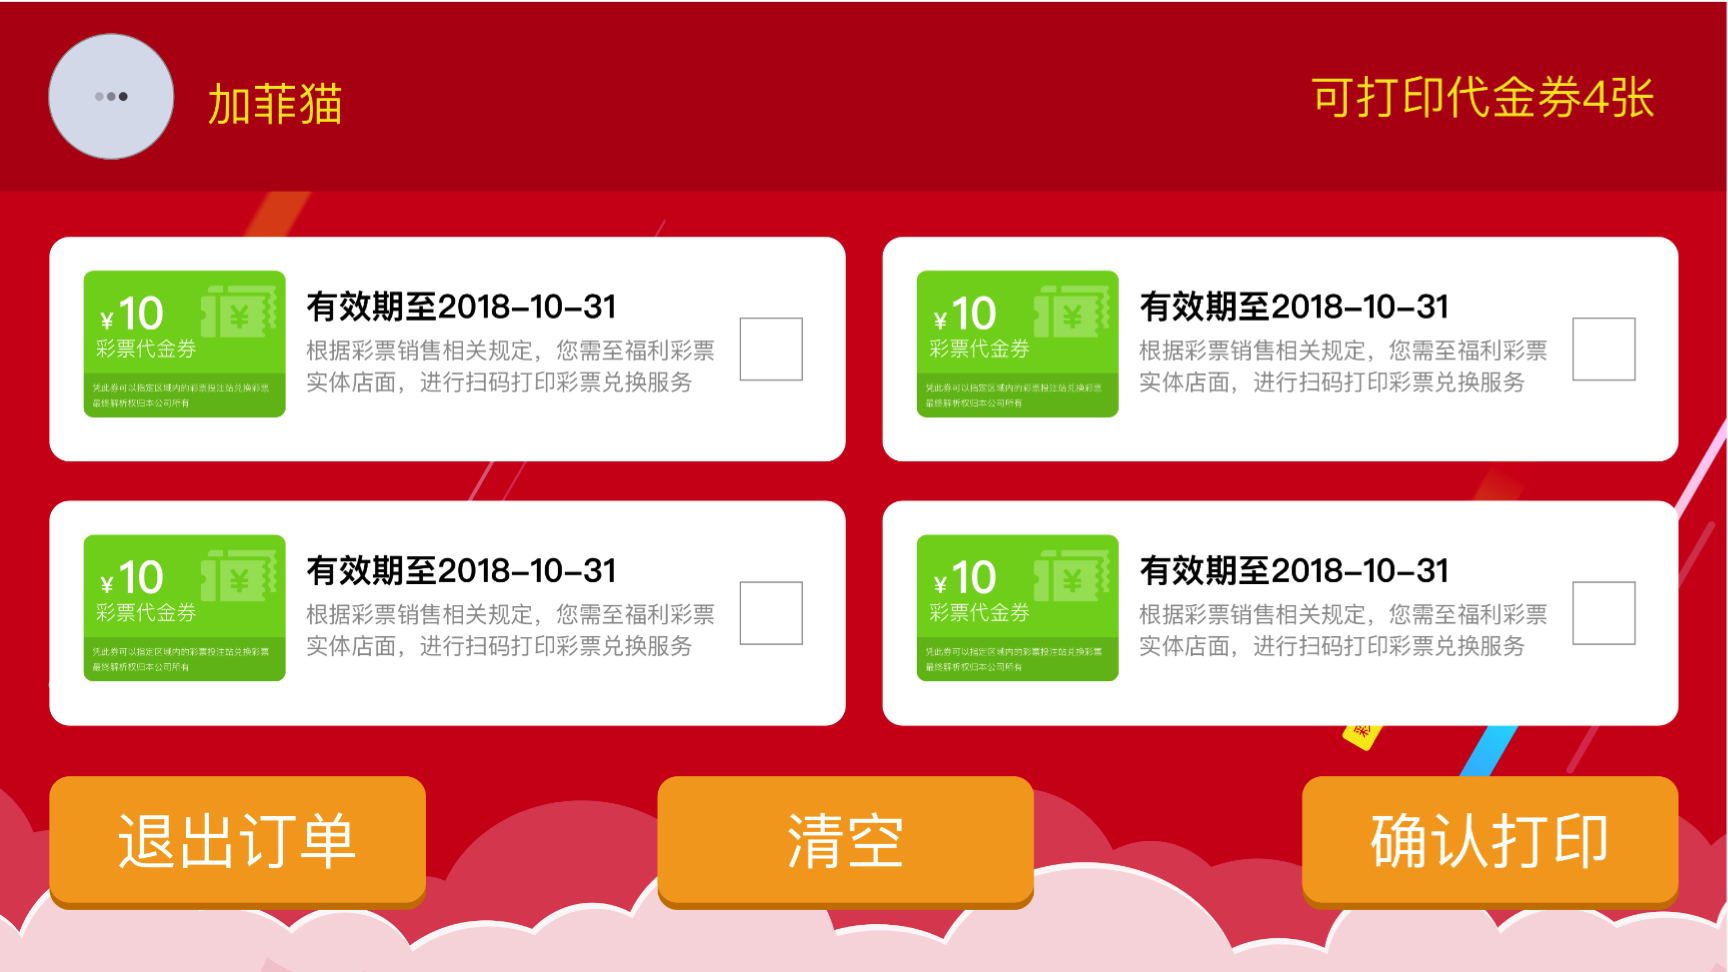 加菲猫
可打印代金券4张
¥10
彩票代金券
凭此券可以指定区域内的彩票投注站兑换彩票
最终解析权归本公司所有
有效期至2018-10-31
根据彩票销售相关规定，您需至福利彩票
实体店面，进行扫码打印彩票兑换服务
¥10
彩票代金券
凭此券可以指定区域内的彩票投注站兑换彩票
最终解析权归本公司所有
有效期至2018-10-31
根据彩票销售相关规定，您需至福利彩票
实体店面，进行扫码打印彩票兑换服务
¥10
彩票代金券
凭此券可以指定区域内的彩票投注站兑换彩票
最终解析权归本公司所有
有效期至2018-10-31
根据彩票销售相关规定，您需至福利彩票
实体店面，进行扫码打印彩票兑换服务
¥10
彩票代金券
凭此券可以指定区域内的彩票投注站兑换彩票
最终解析权归本公司所有
有效期至2018-10-31
根据彩票销售相关规定，您需至福利彩票
实体店面，进行扫码打印彩票兑换服务
退出订单
清空
确认打印